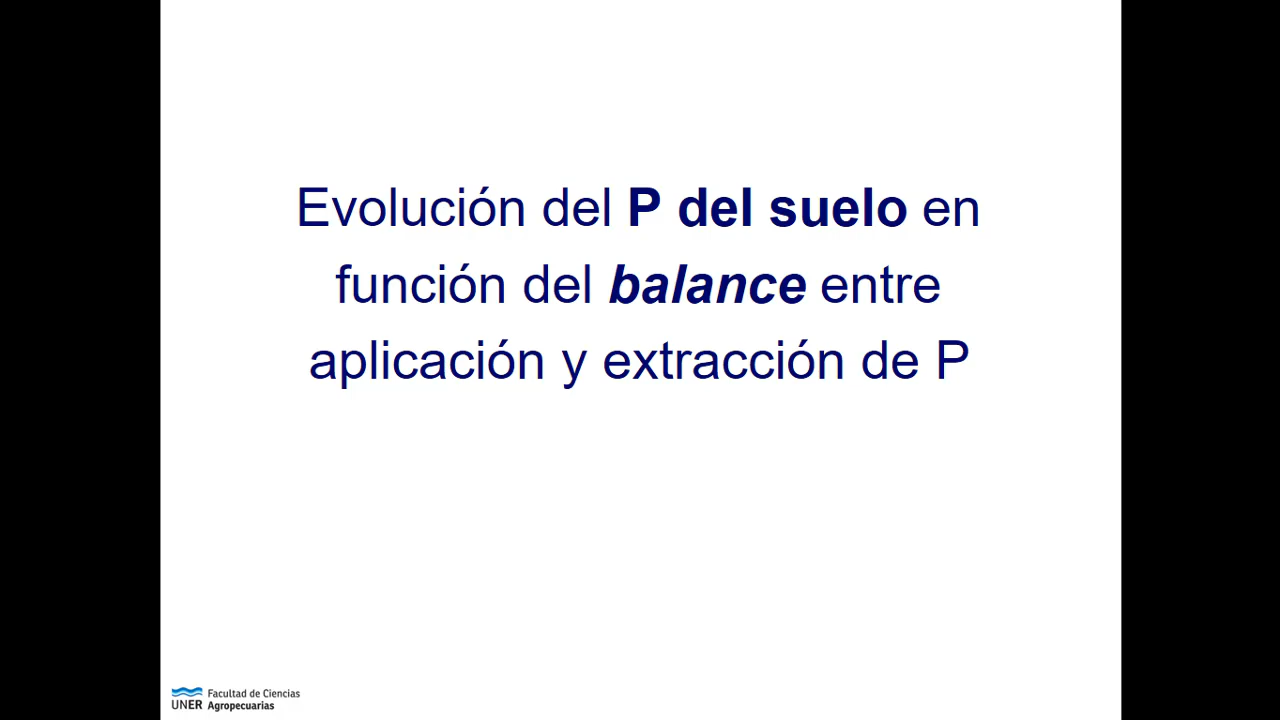 Evolución del P del suelo en
función del balance entre
aplicación y extracción de P
UNER
Facultad de Ciencias
Agropecuarias